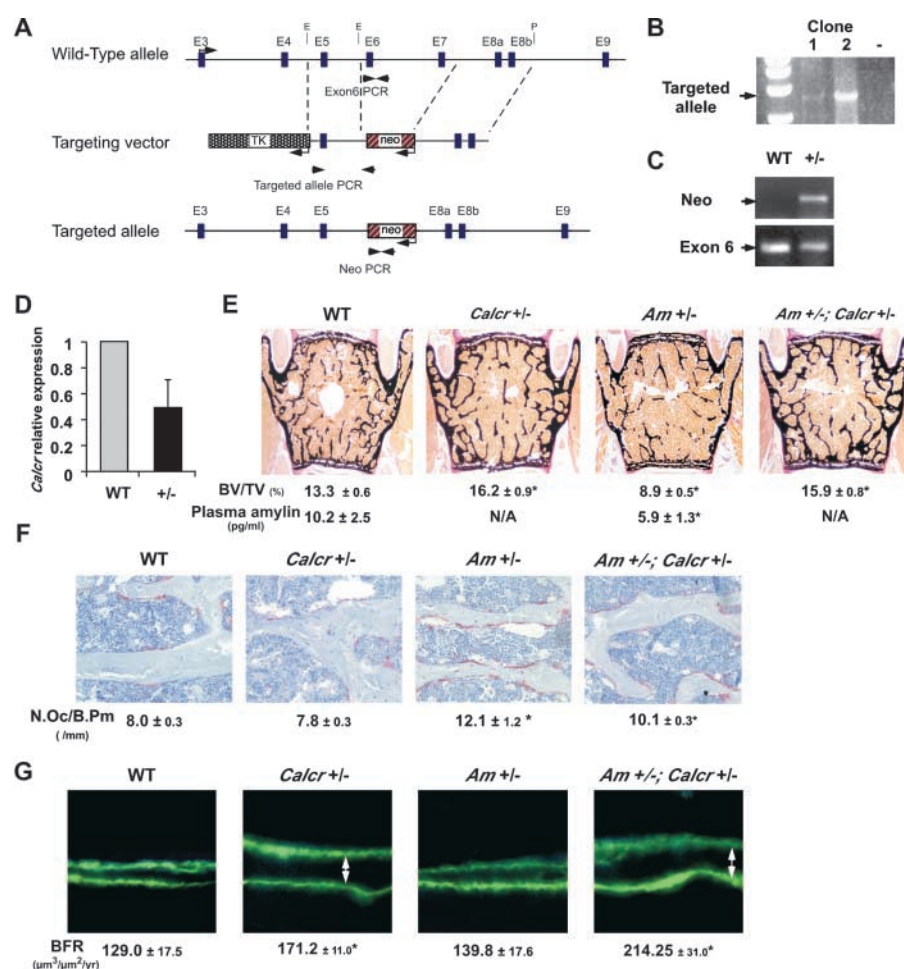 A
E E P
E3 E4 E5 E6 E7 E8a E8b E9
Wild-Type allele
Exon6 PCR
Targeting vector
TK neo
Targeted allele PCR
E3 E4 E5 E8a E8b E9
Targeted allele
neo
Neo PCR
B
Clone
1 2 -
Targeted
allele
C
WT +/-
Neo
Exon 6
D
Calcr relative expression
1
0.8
0.6
0.4
0.2
0
WT +/-
E
WT Calcr +/- Am +/- Am +/-; Calcr +/-
BV/TV (%) 13.3 ± 0.6 16.2 ± 0.9* 8.9 ± 0.5* 15.9 ± 0.8*
Plasma amylin 10.2 ± 2.5 N/A 5.9 ± 1.3* N/A
(pg/ml)
F
WT Calcr +/- Am +/- Am +/-; Calcr +/-
N.Oc/B.Pm 8.0 ± 0.3 7.8 ± 0.3 12.1 ± 1.2 * 10.1 ± 0.3*
( /mm)
G
WT Calcr +/- Am +/- Am +/-; Calcr +/-
BFR 129.0 ± 17.5 171.2 ± 11.0* 139.8 ± 17.6 214.25 ± 31.0*
(µm³/µm²/yr)